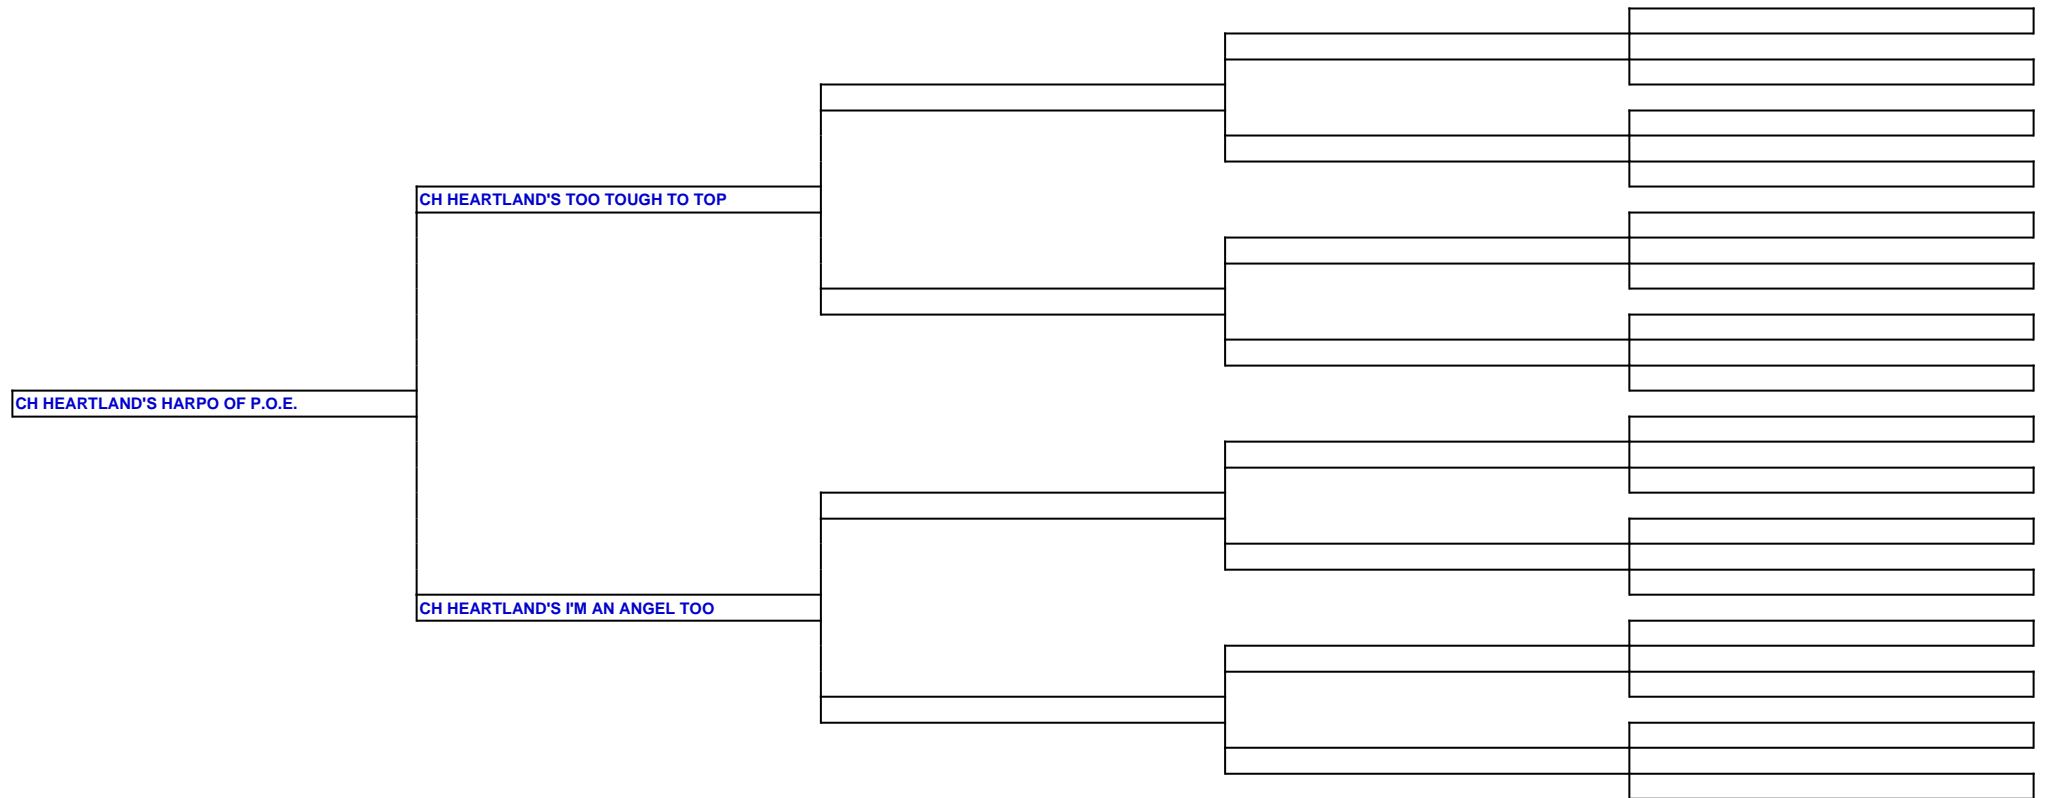 CH HEARTLAND'S TOO TOUGH TO TOP
CH HEARTLAND'S HARPO OF P.O.E.
CH HEARTLAND'S I'M AN ANGEL TOO